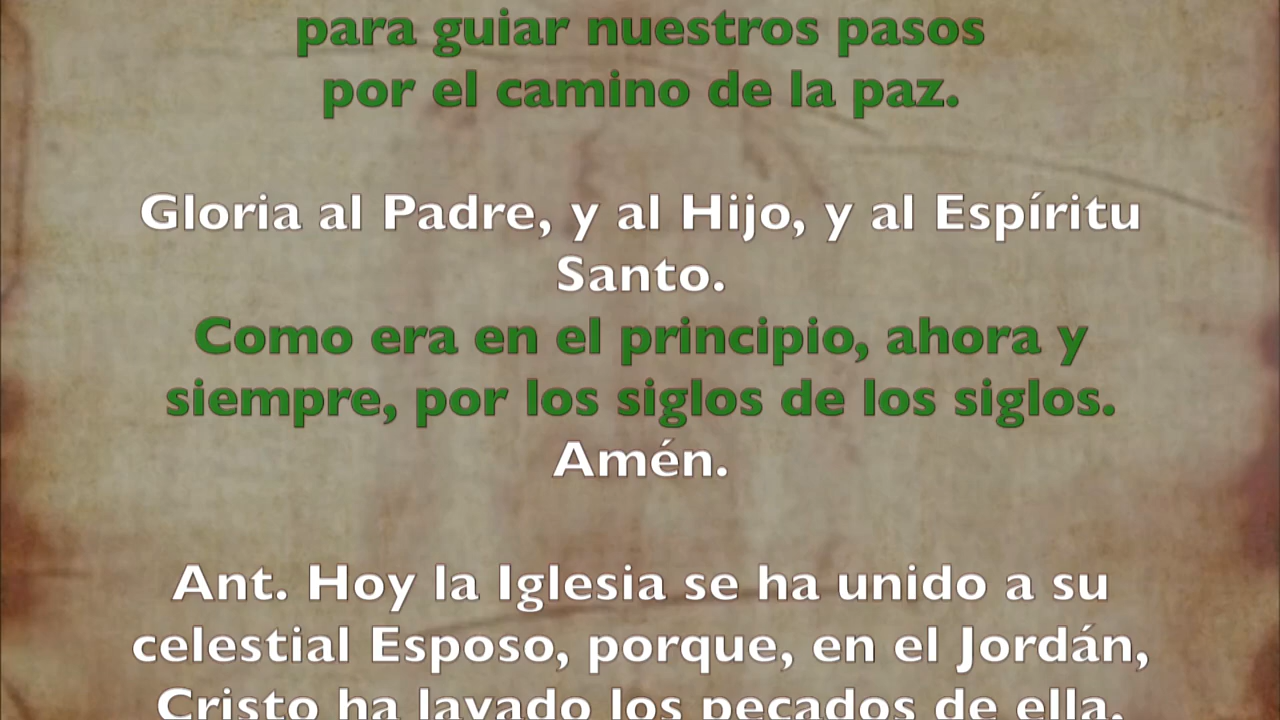 para guiar nuestros pasos
por el camino de la paz.
Gloria al Padre, y al Hijo, y al Espíritu
Santo.
Como era en el principio, ahora y
siempre, por los siglos de los siglos.
Amén.
Ant. Hoy la Iglesia se ha unido a su
celestial Esposo, porque, en el Jordán,
Cristo ha lavado los pecados de ella,